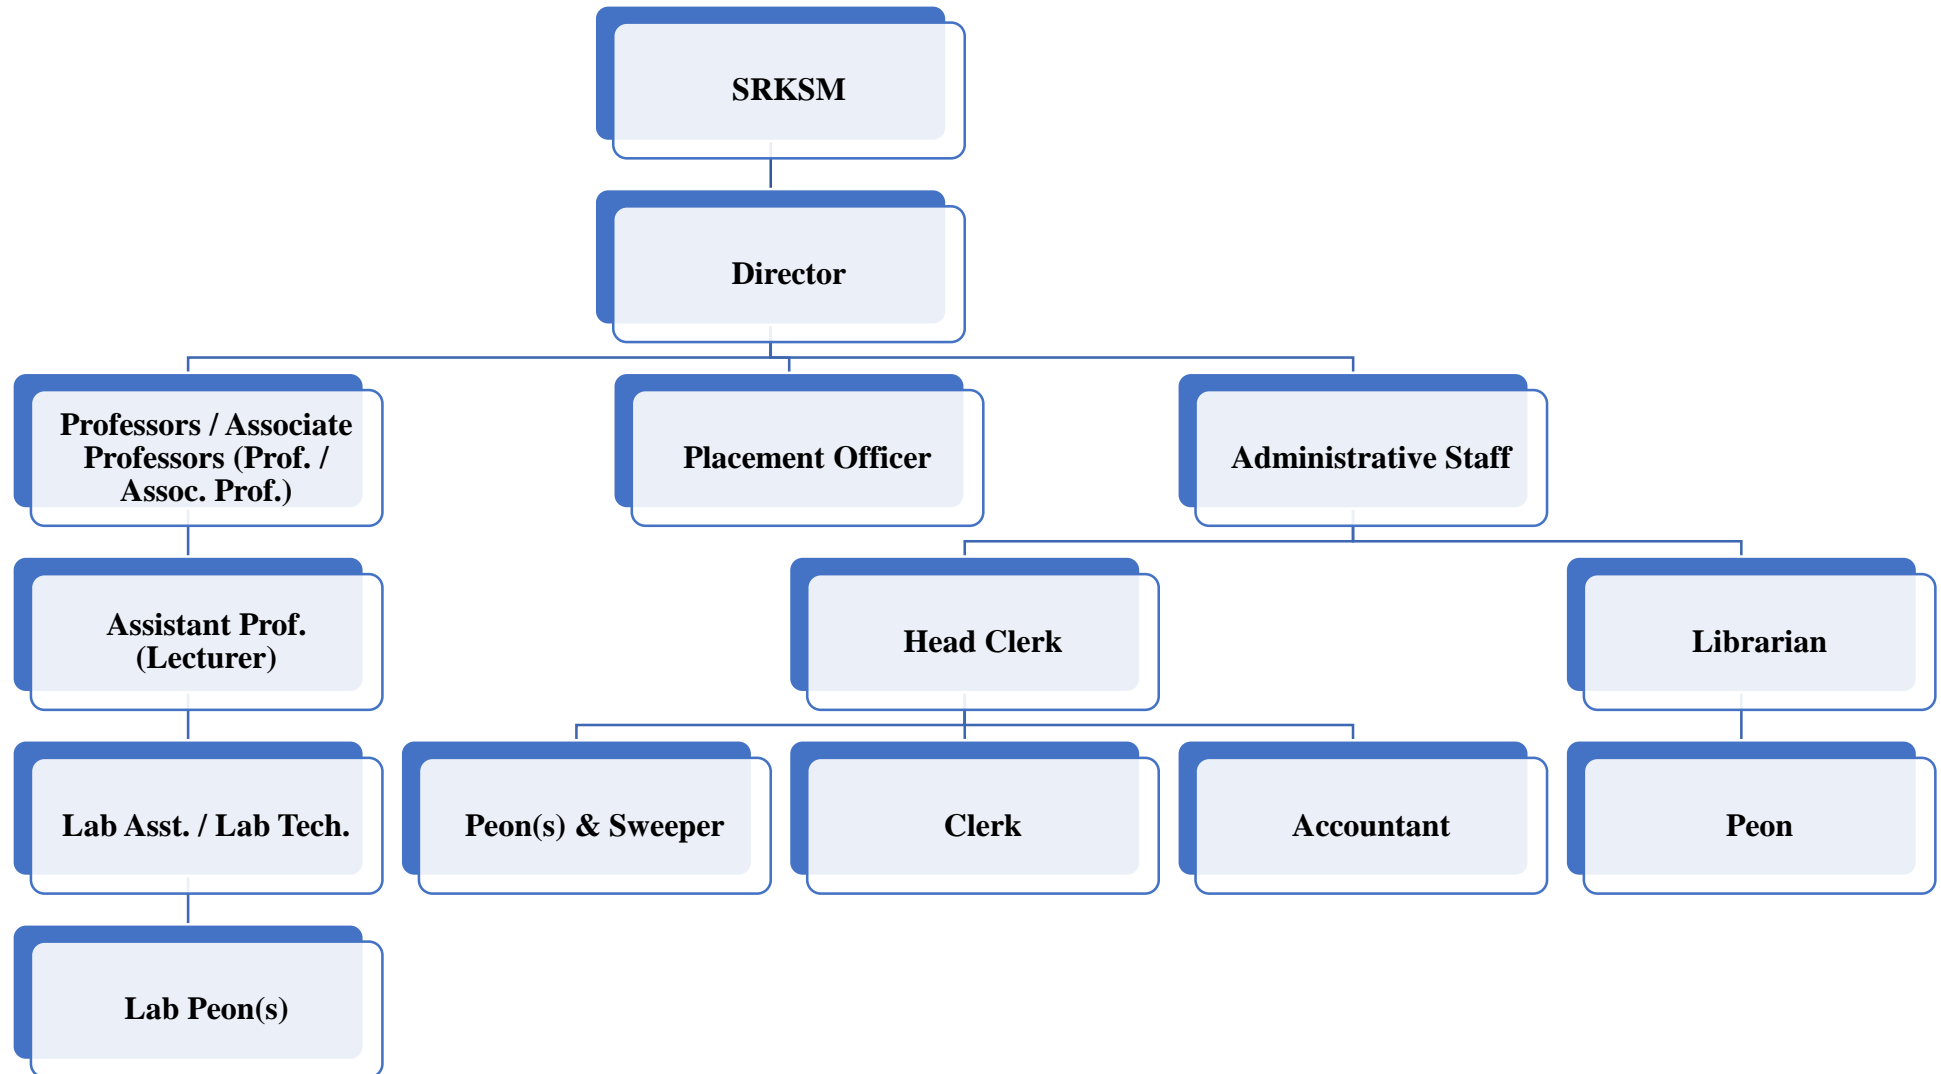 SRKSM
Director
Professors / Associate
Professors (Prof. /
Assoc. Prof.)
Placement Officer
Administrative Staff
Assistant Prof.
(Lecturer)
Head Clerk
Librarian
Lab Asst. / Lab Tech.
Peon(s) & Sweeper
Clerk
Accountant
Peon
Lab Peon(s)